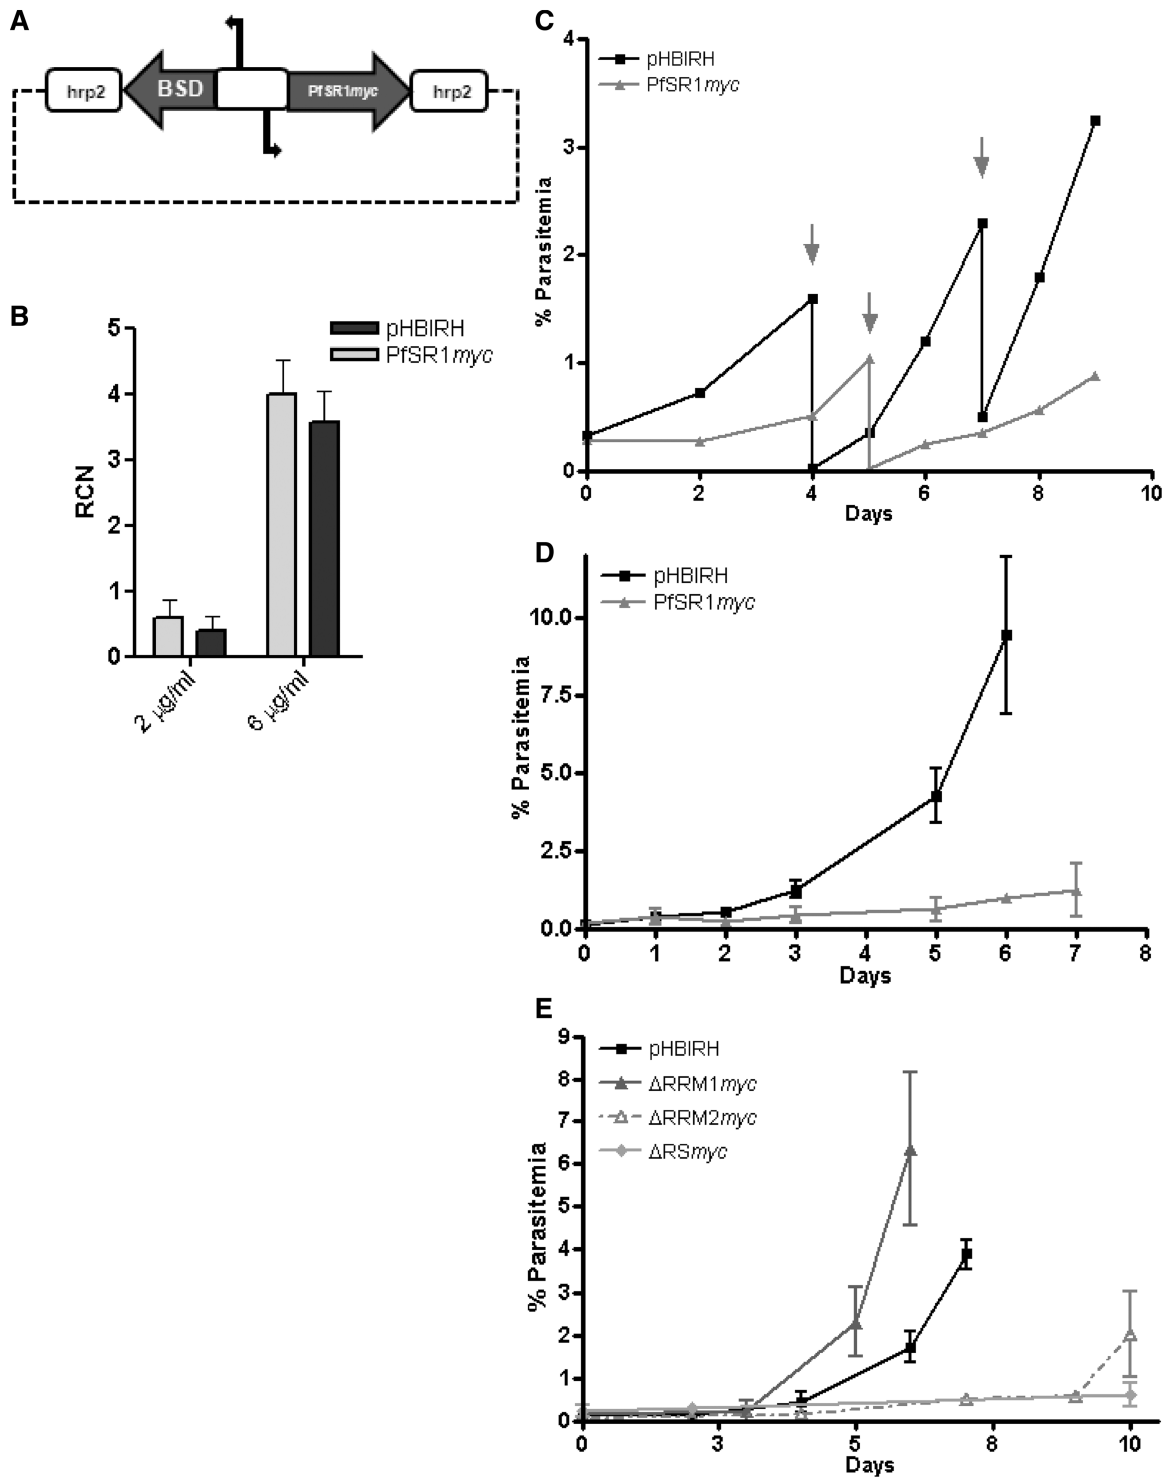 A
hrp2
BSD
PfSR1myc
hrp2
B
5
4
3
2
1
0
RCN
pHBIRH
PfSR1myc
2 µg/ml
6 µg/ml
C
4
3
2
1
0
% Parasitemia
pHBIRH
PfSR1myc
0 2 4 6 8 10
Days
D
10.0
7.5
5.0
2.5
0.0
% Parasitemia
pHBIRH
PfSR1myc
0 1 2 3 4 5 6 7 8
Days
E
9
8
7
6
5
4
3
2
1
0
% Parasitemia
pHBIRH
ΔRRM1myc
ΔRRM2myc
ΔRSmyc
0 3 5 8 10
Days